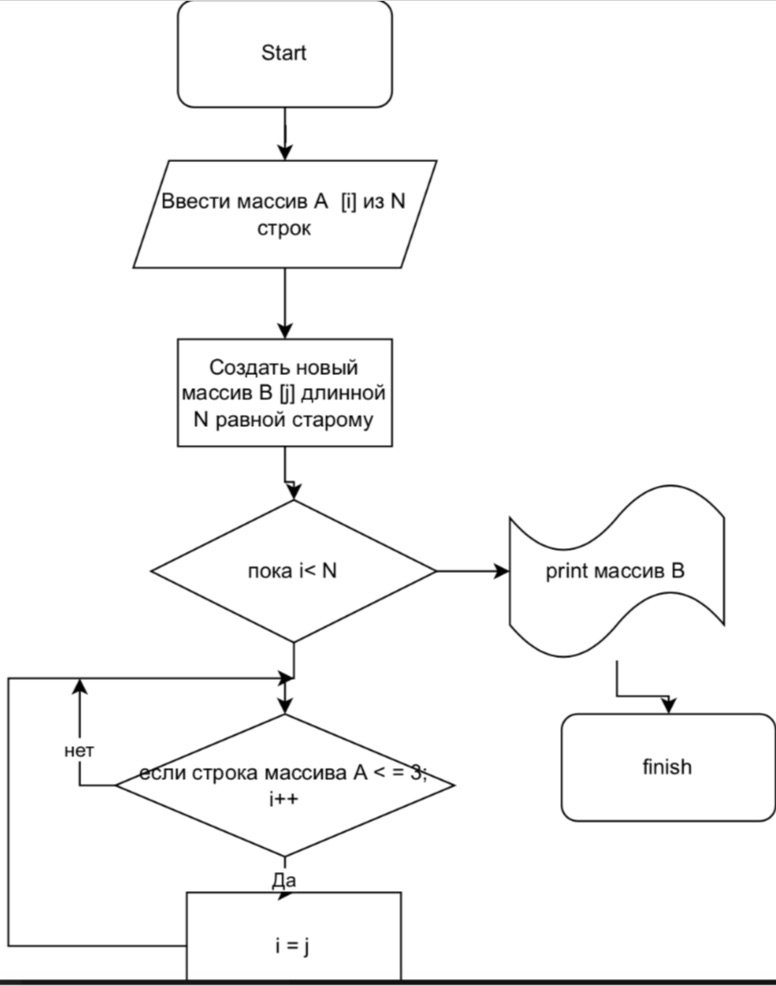 Start
Ввести массив А [i] из N
строк
Создать новый
массив В [j] длинной
N равной старому
пока i< N
print массив В
нет
если строка массива А < = 3;
i++
finish
Да
i = j